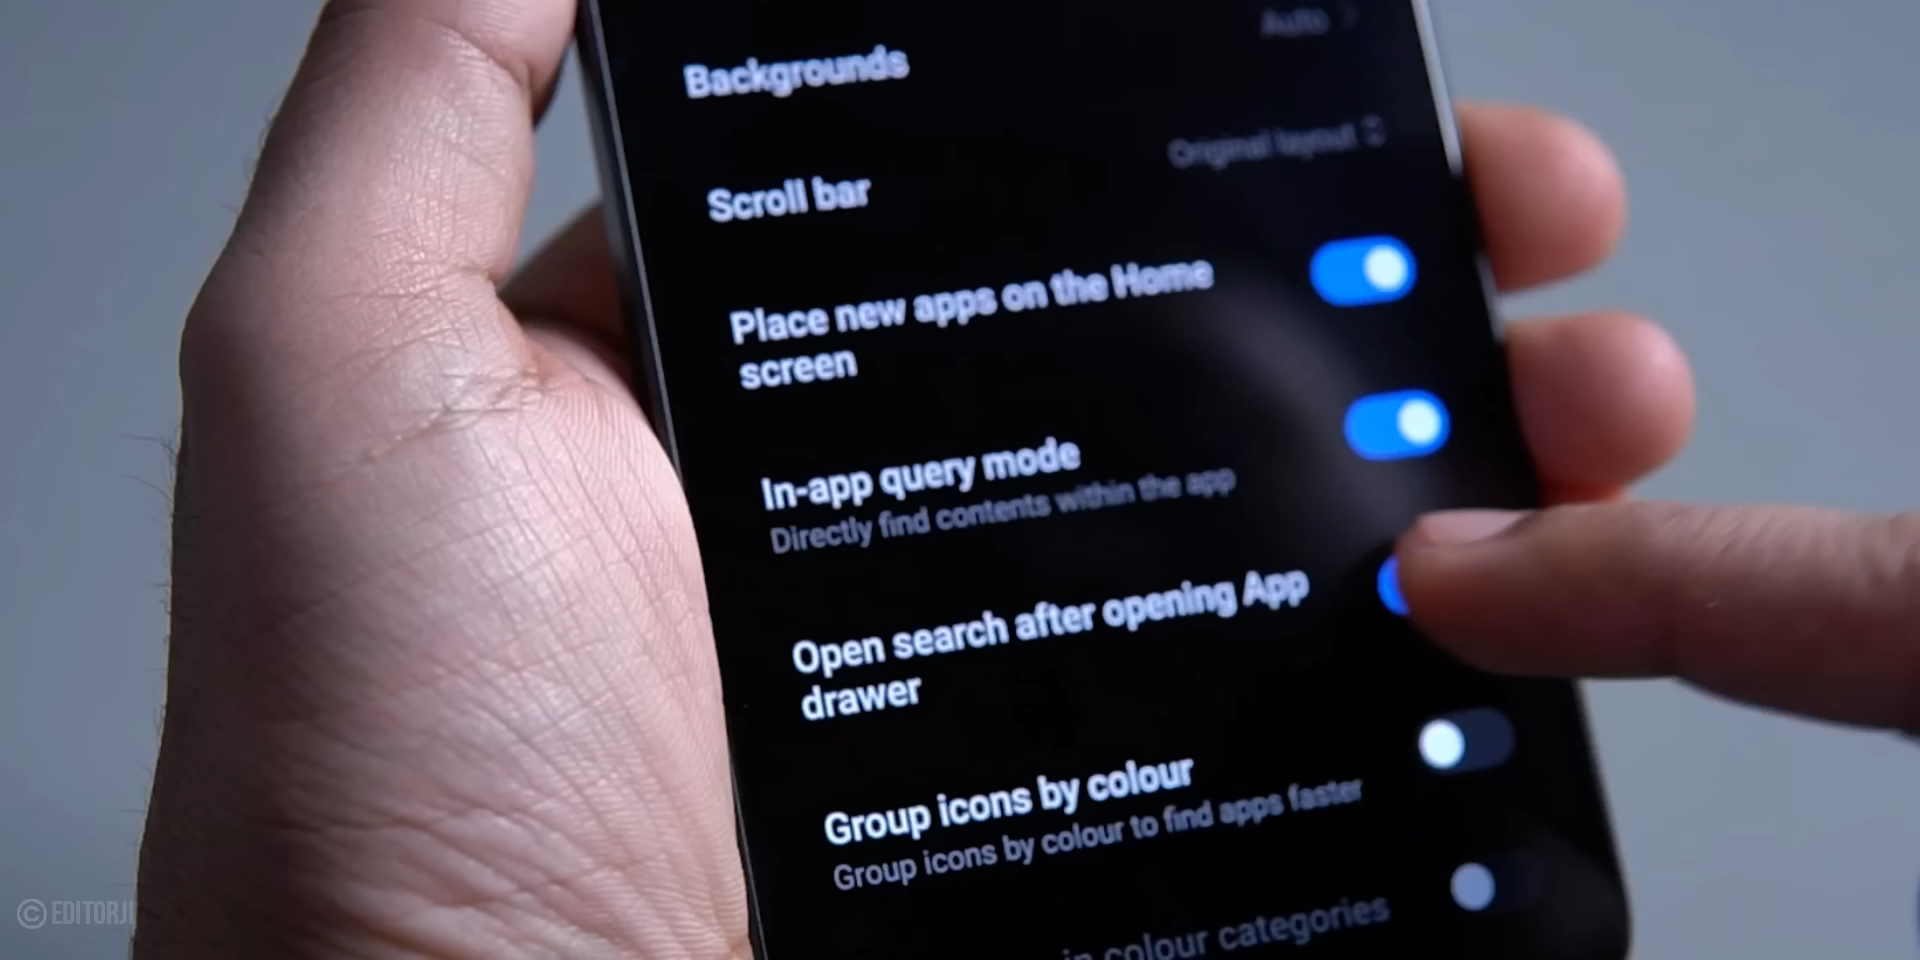 Auto
Backgrounds
Original layout
Scroll bar
Place new apps on the Home
screen
In-app query mode
Directly find contents within the app
Open search after opening App
drawer
Group icons by colour
Group icons by colour to find apps faster
in colour categories
© EDITORJI